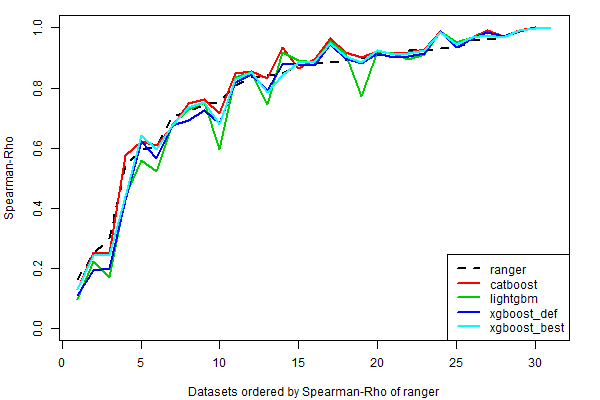 1.0
0.8
0.6
0.4
0.2
0.0
Spearman-Rho
0 5 10 15 20 25 30
Datasets ordered by Spearman-Rho of ranger
ranger
catboost
lightgbm
xgboost_def
xgboost_best